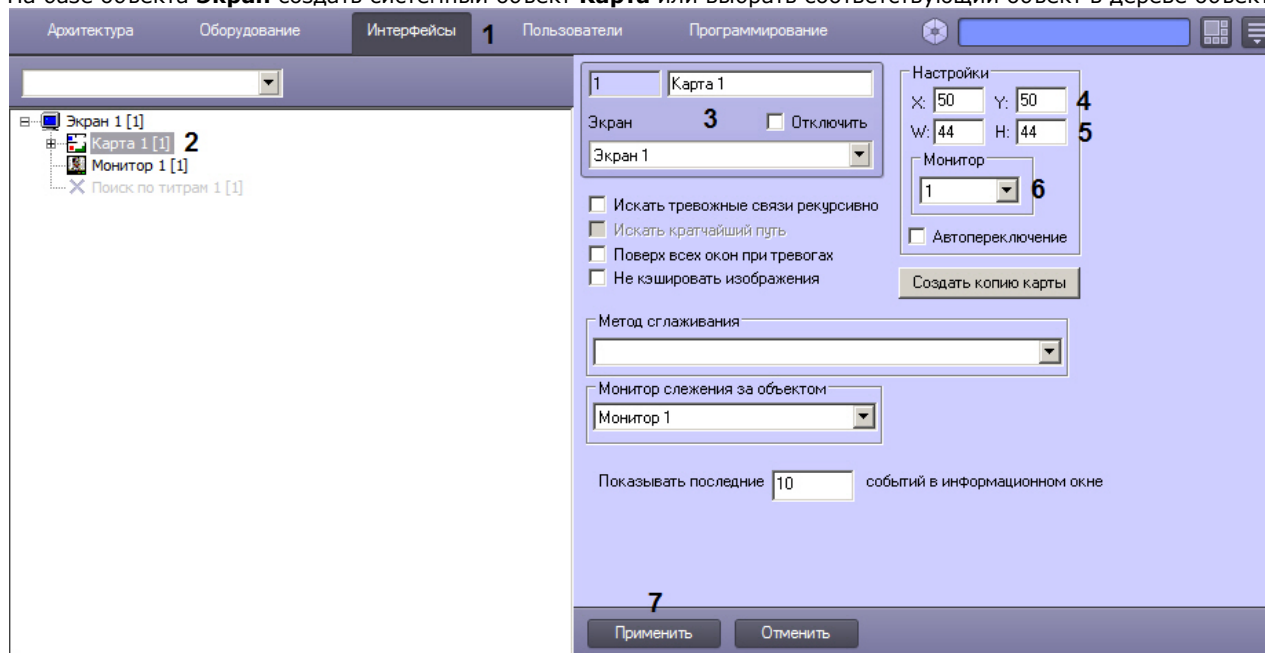 На базе объекта Экран создать системный объект Карта или выбрать соответствующий объект в дереве объект
Архитектура Оборудование Интерфейсы 1 Пользователи Программирование
Экран 1 [1]
Карта 1 [1] 2
Монитор 1 [1]
Поиск по титрам 1 [1]
1 Карта 1
Экран 3 Отключить
Экран 1
Настройки
X: 50 Y: 50 4
W: 44 H: 44 5
Монитор
1 6
Автопереключение
Искать тревожные связи рекурсивно
Искать кратчайший путь
Поверх всех окон при тревогах
Не кэшировать изображения
Создать копию карты
Метод сглаживания
Монитор слежения за объектом
Монитор 1
Показывать последние 10 событий в информационном окне
7
Применить Отменить